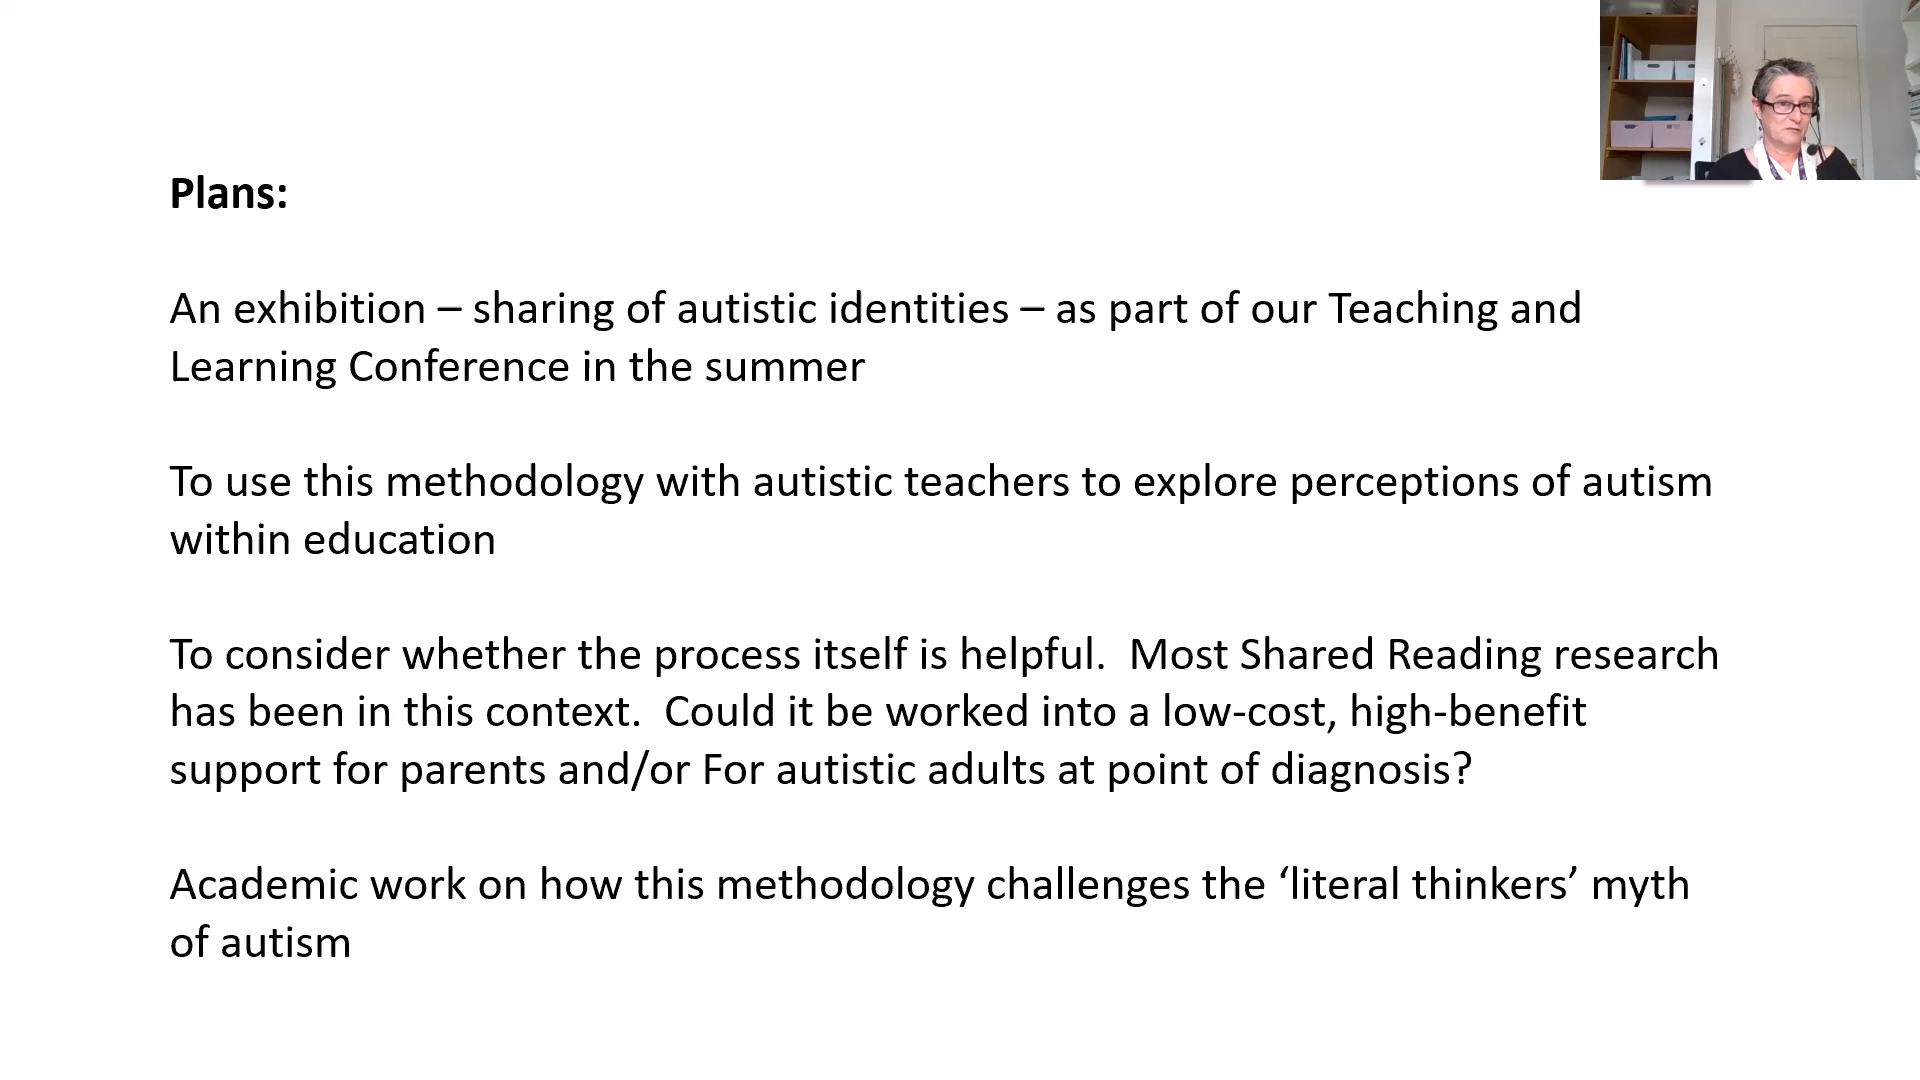 Plans:
An exhibition – sharing of autistic identities – as part of our Teaching and
Learning Conference in the summer
To use this methodology with autistic teachers to explore perceptions of autism
within education
To consider whether the process itself is helpful.  Most Shared Reading research
has been in this context.  Could it be worked into a low-cost, high-benefit
support for parents and/or For autistic adults at point of diagnosis?
Academic work on how this methodology challenges the ‘literal thinkers’ myth
of autism